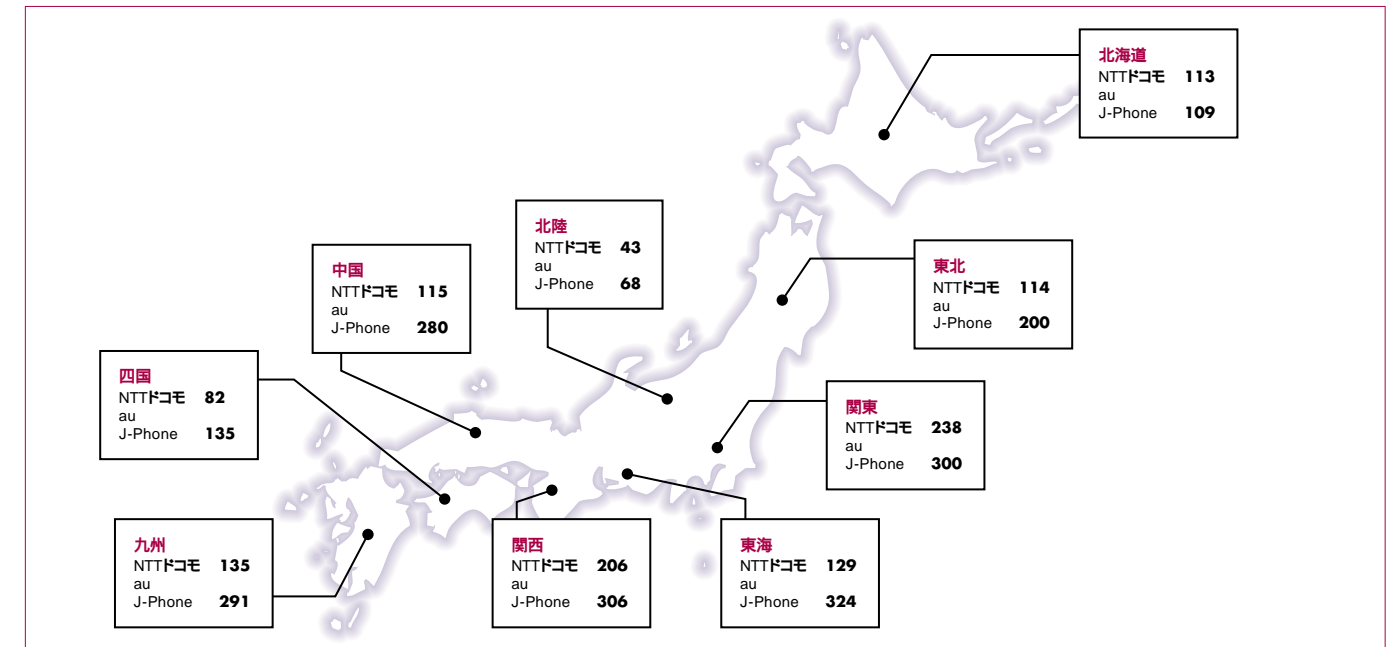 北海道
NTTドコモ 113
au
J-Phone 109
北陸
NTTドコモ 43
au
J-Phone 68
中国
NTTドコモ 115
au
J-Phone 280
東北
NTTドコモ 114
au
J-Phone 200
四国
NTTドコモ 82
au
J-Phone 135
関東
NTTドコモ 238
au
J-Phone 300
九州
NTTドコモ 135
au
J-Phone 291
関西
NTTドコモ 206
au
J-Phone 306
東海
NTTドコモ 129
au
J-Phone 324